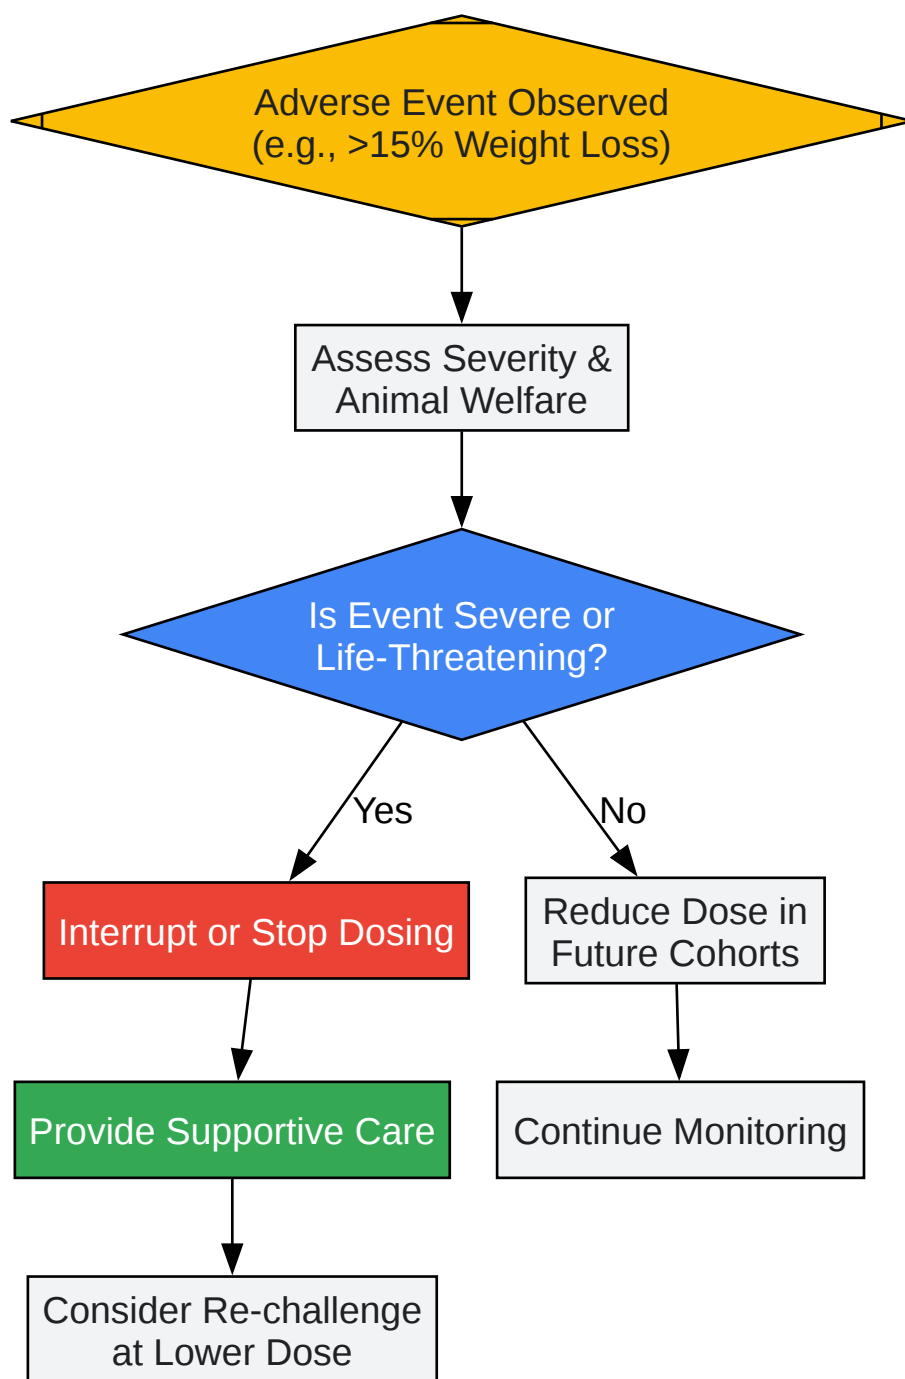 Adverse Event Observed
(e.g., >15% Weight Loss)
Assess Severity &
Animal Welfare
Is Event Severe or
Life-Threatening?
Yes
No
Interrupt or Stop Dosing
Reduce Dose in
Future Cohorts
Provide Supportive Care
Continue Monitoring
Consider Re-challenge
at Lower Dose